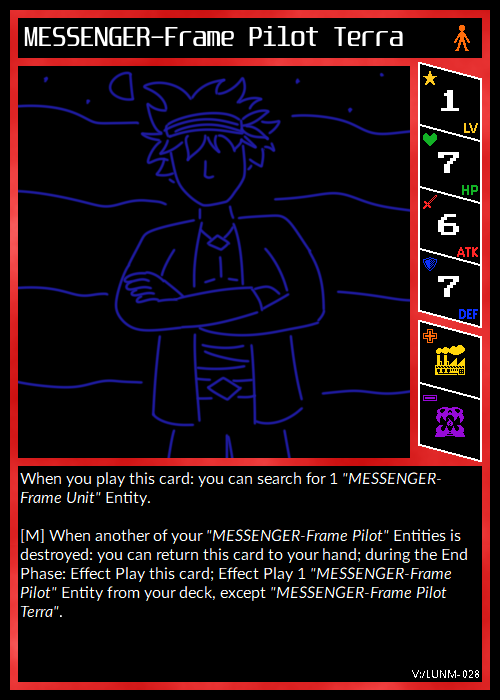 MESSENGER-Frame Pilot Terra
1
LV
7
HP
6
ATK
7
DEF
When you play this card: you can search for 1 "MESSENGER-
Frame Unit" Entity.
[M] When another of your "MESSENGER-Frame Pilot" Entities is
destroyed: you can return this card to your hand; during the End
Phase: Effect Play this card; Effect Play 1 "MESSENGER-Frame
Pilot" Entity from your deck, except "MESSENGER-Frame Pilot
Terra".
V:/LUNM-028